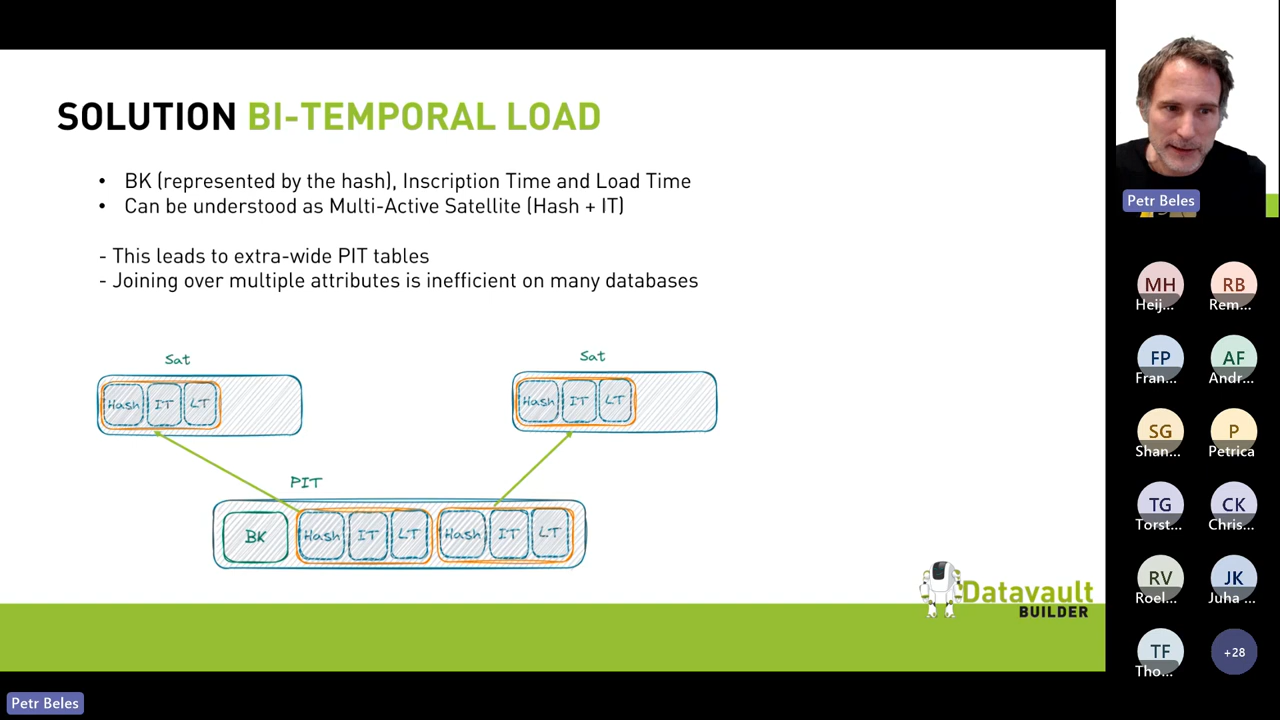 SOLUTION BI-TEMPORAL LOAD
• BK (represented by the hash), Inscription Time and Load Time
• Can be understood as Multi-Active Satellite (Hash + IT)
- This leads to extra-wide PIT tables
- Joining over multiple attributes is inefficient on many databases
Sat
Hash IT LT
Sat
Hash IT LT
PIT
BK Hash IT LT Hash IT LT
Datavault
BUILDER
Petr Beles
MH RB
Heij... Rem...
FP AF
Fran... Andr...
SG P
Shan... Petrica
TG CK
Torst... Chris...
RV JK
Roel... Juha ...
TF +28
Tho...
Petr Beles